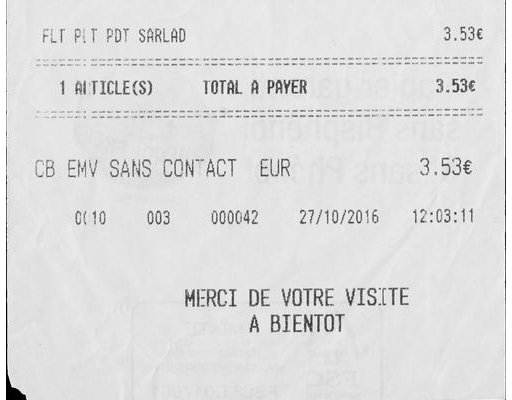 FLT PLT PDT SARLAD 3.53€
1 ARTICLE(S) TOTAL A PAYER 3.53€
CB EMV SANS CONTACT EUR 3.53€
0010 003 000042 27/10/2016 12:03:11
MERCI DE VOTRE VISITE
A BIENTOT